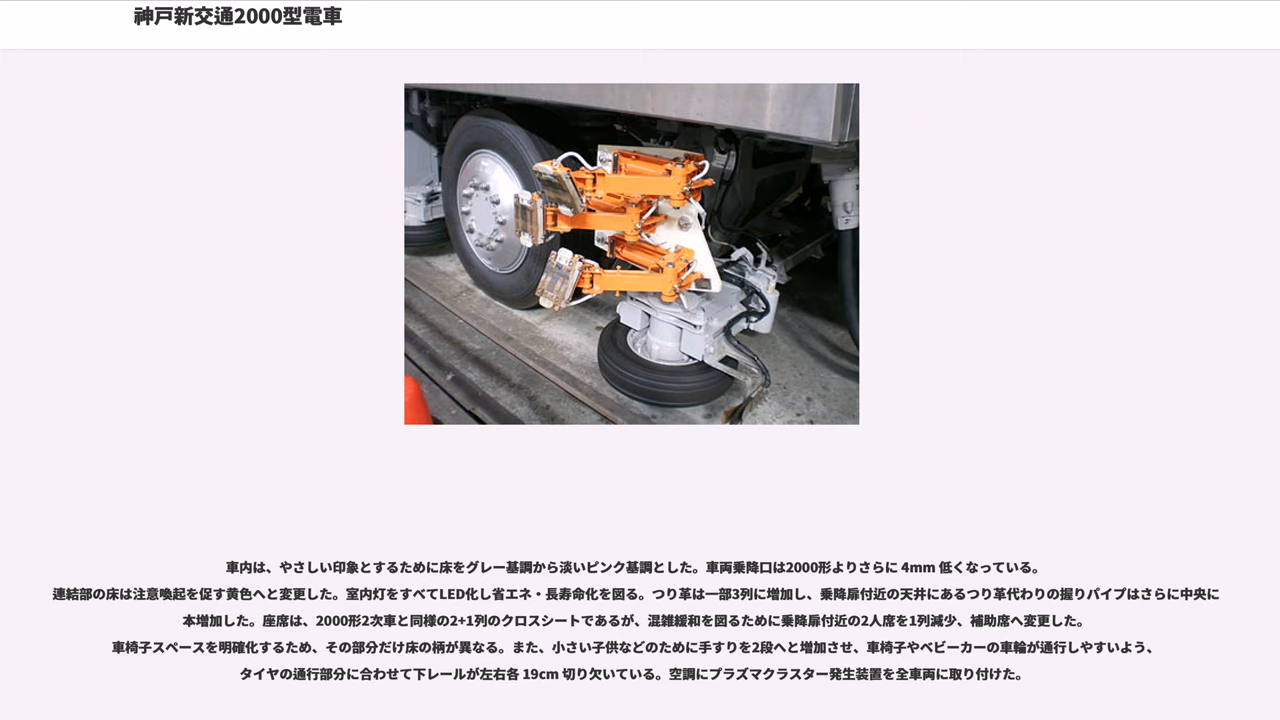 神戸新交通2000型電車
車内は、やさしい印象とするために床をグレー基調から淡いピンク基調とした。車両乗降口は2000形よりさらに 4mm 低くなっている。
連結部の床は注意喚起を促す黄色へと変更した。室内灯をすべてLED化し省エネ・長寿命化を図る。つり革は一部3列に増加し、乗降扉付近の天井にあるつり革代わりの握りパイプはさらに中央に
本増加した。座席は、2000形2次車と同様の2+1列のクロスシートであるが、混雑緩和を図るために乗降扉付近の2人席を1列減少、補助席へ変更した。
車椅子スペースを明確化するため、その部分だけ床の柄が異なる。また、小さい子供などのために手すりを2段へと増加させ、車椅子やベビーカーの車輪が通行しやすいよう、
タイヤの通行部分に合わせて下レールが左右各 19cm 切り欠いている。空調にプラズマクラスター発生装置を全車両に取り付けた。